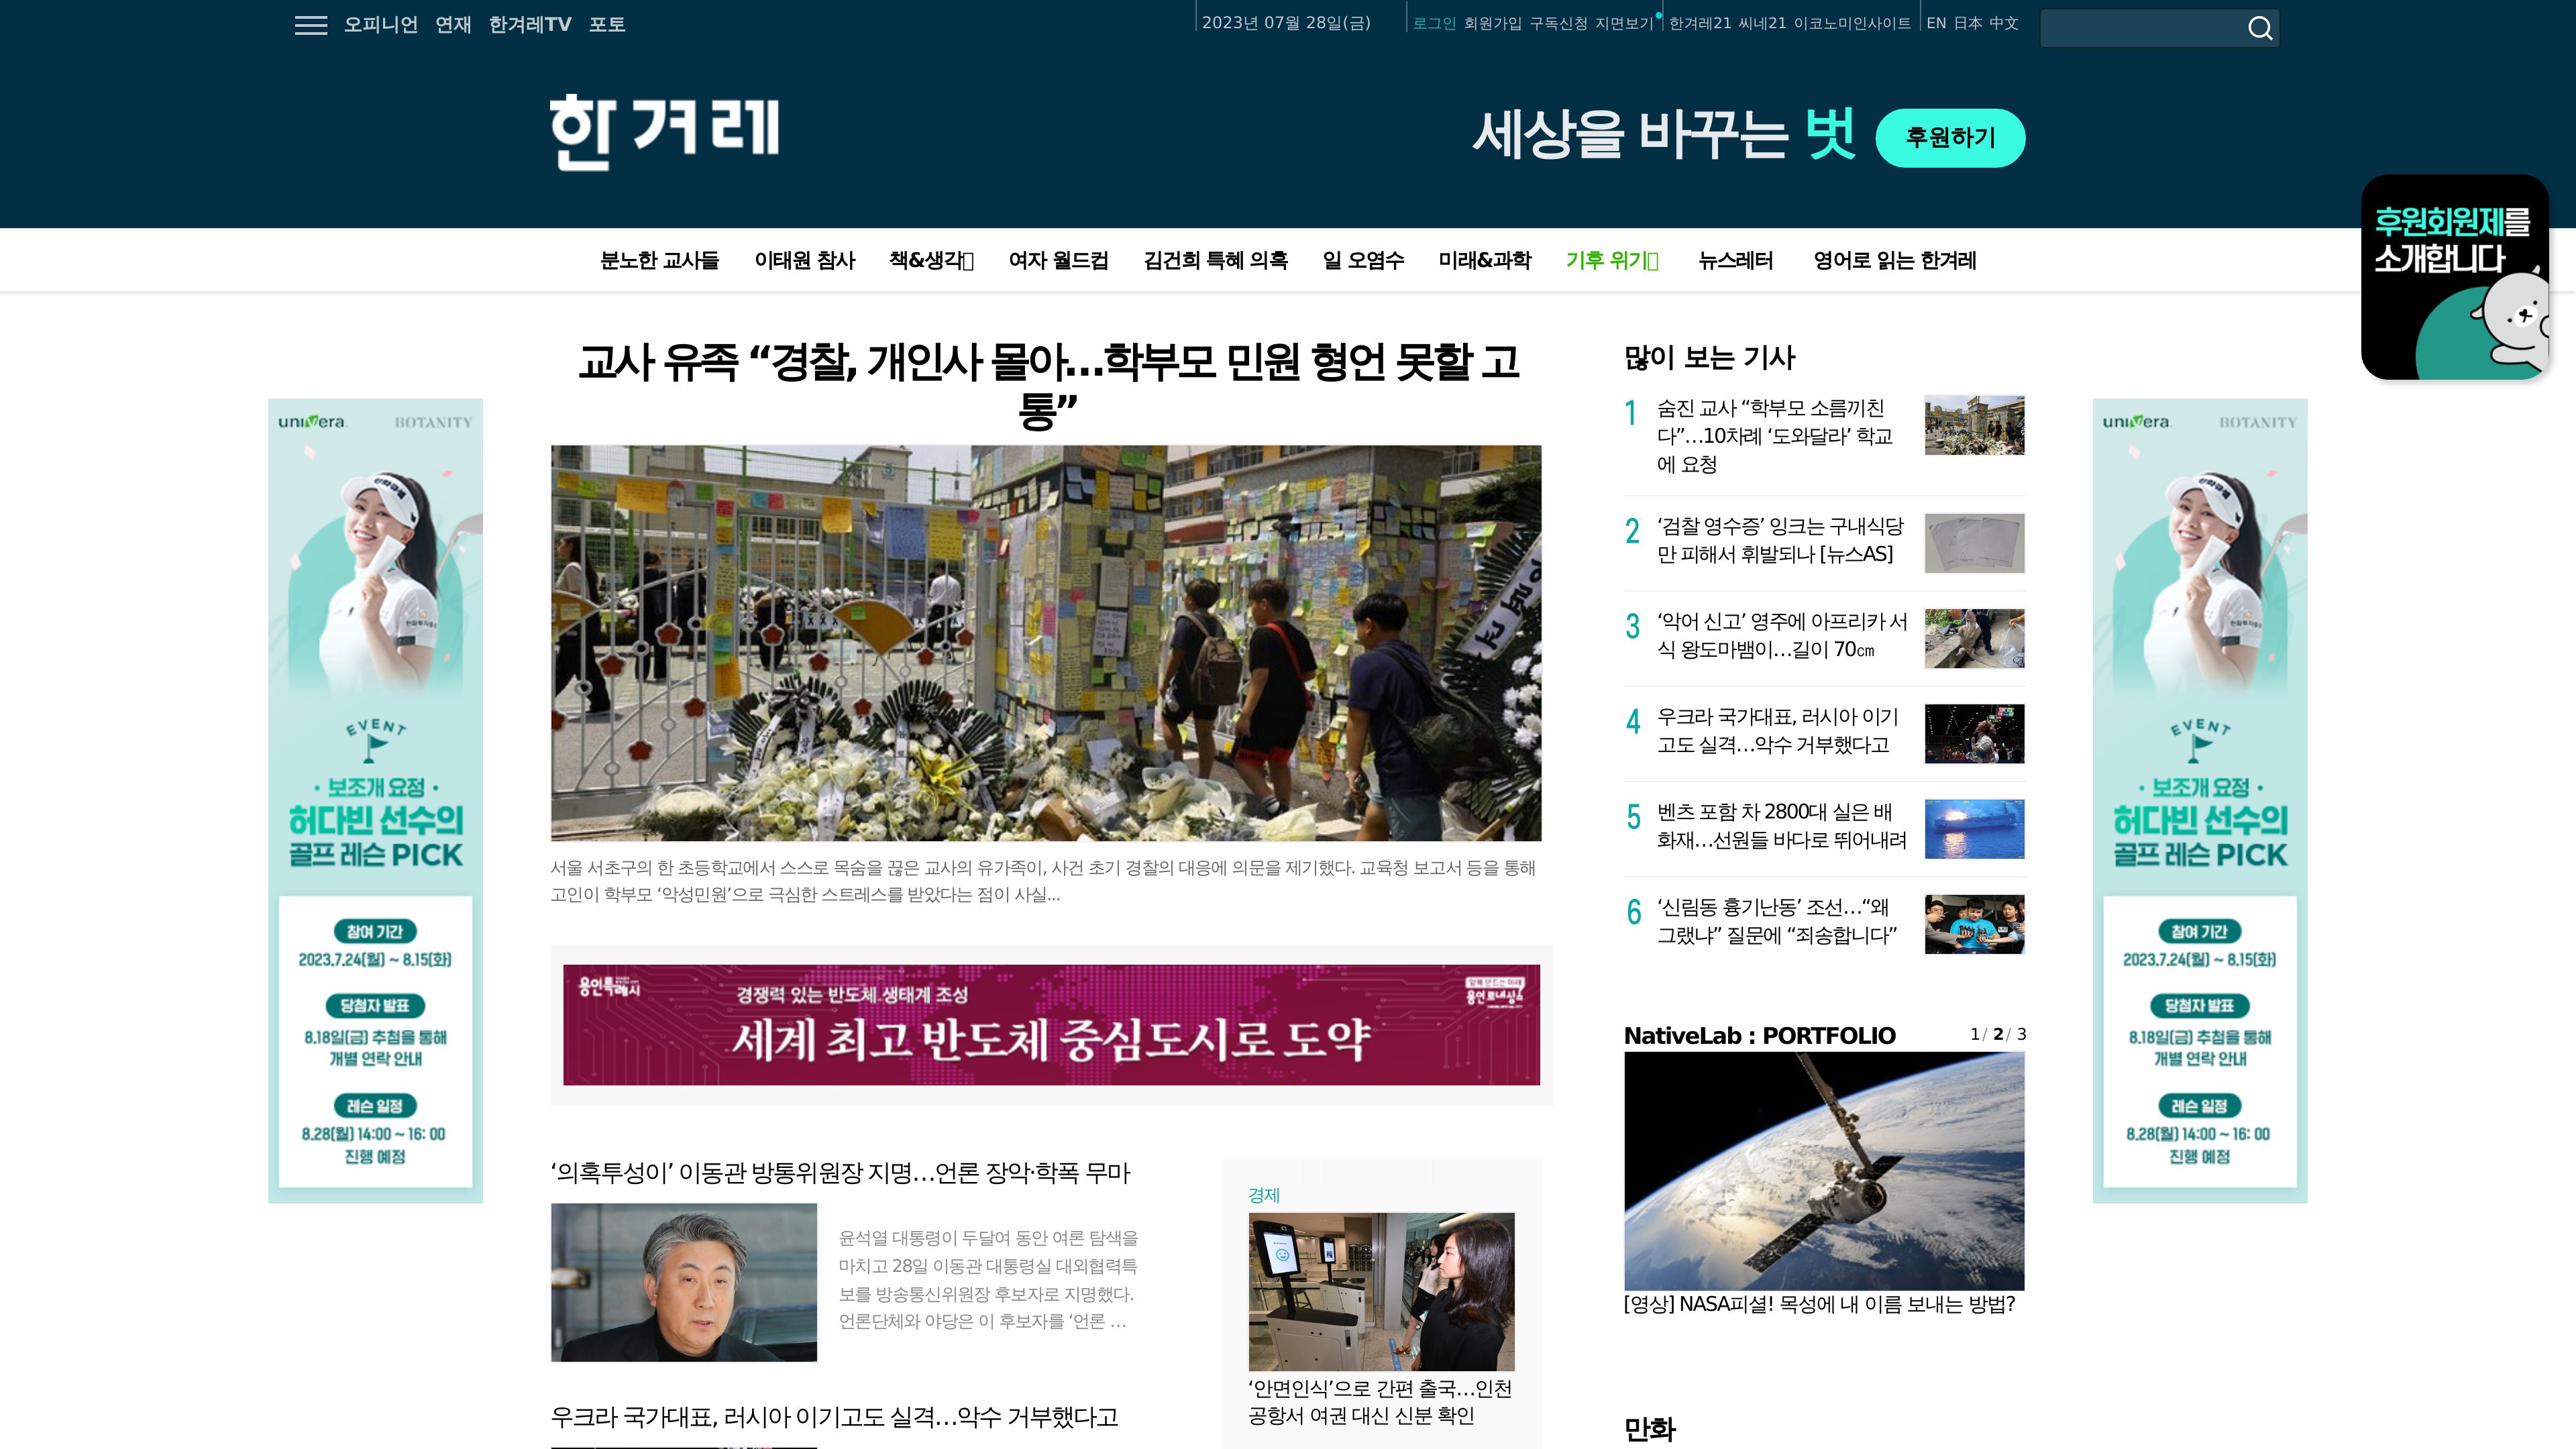 오피니언 연재 한겨레TV 포토
2023년 07월 28일(금)
로그인 회원가입 구독신청 지면보기
한겨레21 씨네21 이코노미인사이트
EN 日本 中文
한겨레
세상을 바꾸는 벗 후원하기
후원회원제를
소개합니다
분노한 교사들 이태원 참사 책&생각 여자 월드컵 김건희 특혜 의혹 일 오염수 미래&과학 기후 위기 뉴스레터 영어로 읽는 한겨레
univera. BOTANITY
EVENT
· 보조개 요정 ·
허다빈 선수의
골프 레슨 PICK
참여 기간
2023.7.24(월) ~ 8.15(화)
당첨자 발표
8.18일(금) 추첨을 통해
개별 연락 안내
레슨 일정
8.28(월) 14:00 ~ 16: 00
진행 예정
교사 유족 “경찰, 개인사 몰아…학부모 민원 형언 못할 고
통”
서울 서초구의 한 초등학교에서 스스로 목숨을 끊은 교사의 유가족이, 사건 초기 경찰의 대응에 의문을 제기했다. 교육청 보고서 등을 통해
고인이 학부모 ‘악성민원’으로 극심한 스트레스를 받았다는 점이 사실...
용인특례시
경쟁력 있는 반도체 생태계 조성
세계 최고 반도체 중심도시로 도약
함께 만드는 미래
용인 르네상스
‘의혹투성이’ 이동관 방통위원장 지명…언론 장악·학폭 무마
윤석열 대통령이 두달여 동안 여론 탐색을
마치고 28일 이동관 대통령실 대외협력특
보를 방송통신위원장 후보자로 지명했다.
언론단체와 야당은 이 후보자를 ‘언론 …
우크라 국가대표, 러시아 이기고도 실격…악수 거부했다고
경제
‘안면인식’으로 간편 출국…인천
공항서 여권 대신 신분 확인
많이 보는 기사
1 숨진 교사 “학부모 소름끼친
다”…10차례 ‘도와달라’ 학교
에 요청
2 ‘검찰 영수증’ 잉크는 구내식당
만 피해서 휘발되나 [뉴스AS]
3 ‘악어 신고’ 영주에 아프리카 서
식 왕도마뱀이…길이 70㎝
4 우크라 국가대표, 러시아 이기
고도 실격…악수 거부했다고
5 벤츠 포함 차 2800대 실은 배
화재…선원들 바다로 뛰어내려
6 ‘신림동 흉기난동’ 조선…“왜
그랬냐” 질문에 “죄송합니다”
NativeLab : PORTFOLIO 1/ 2/ 3
[영상] NASA피셜! 목성에 내 이름 보내는 방법?
만화
univera. BOTANITY
EVENT
· 보조개 요정 ·
허다빈 선수의
골프 레슨 PICK
참여 기간
2023.7.24(월) ~ 8.15(화)
당첨자 발표
8.18일(금) 추첨을 통해
개별 연락 안내
레슨 일정
8.28(월) 14:00 ~ 16: 00
진행 예정